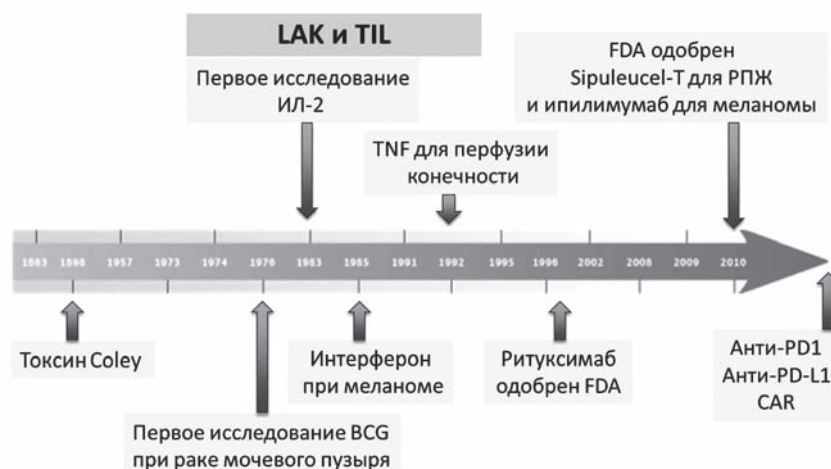 LAK и TIL
Первое исследование
ИЛ-2
FDA одобрен
Sipuleucel-T для РПЖ
и ипилимумаб для меланомы
TNF для перфузии
конечности
1863 1898 1957 1973 1974 1976 1983 1985 1991 1992 1995 1996 2002 2008 2009 2010
Токсин Coley
Первое исследование BCG
при раке мочевого пузыря
Интерферон
при меланоме
Ритуксимаб
одобрен FDA
Анти-PD1
Анти-PD-L1
CAR